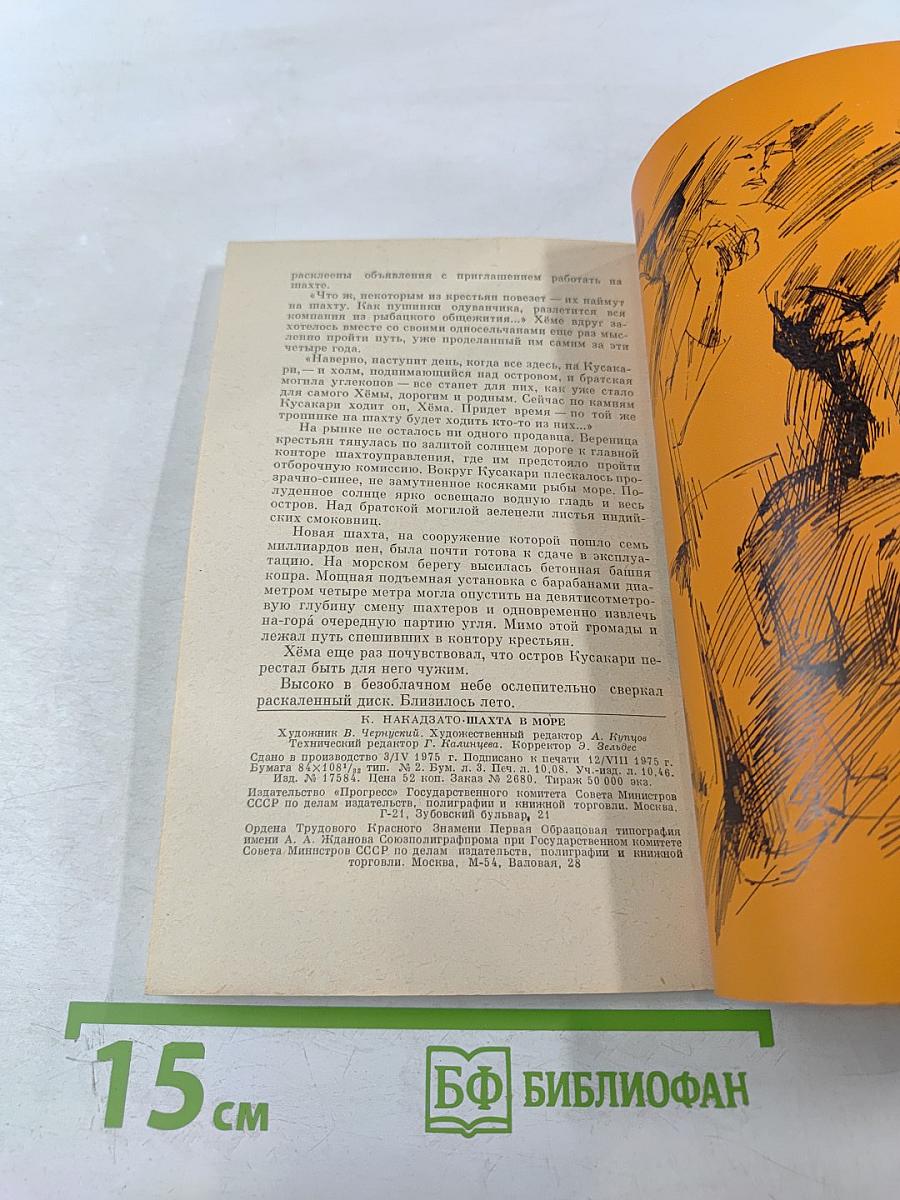 расклеены объявления с приглашением работать на
шахте.
«Что ж, некоторым из крестьян повезет — их наймут
на шахту. Как пушинки одуванчика, разлетится вся
компания из рыбацкого общежития...» Хёме вдруг за-
хотелось вместе со своими односельчанами еще раз мыс-
ленно пройти путь, уже проделанный им самим за эти
четыре года.
«Наверно, наступит день, когда все здесь, на Кусака-
ри, — и холм, поднимающийся над островом, и братская
могила углекопов — все станет для них, как уже стало
для самого Хёмы, дорогим и родным. Сейчас по камням
Кусакари ходит он, Хёма. Придет время — по той же
тропинке на шахту будет ходить кто-то из них...»
На рынке не осталось ни одного продавца. Вереница
крестьян тянулась по залитой солнцем дороге к главной
конторе шахтоуправления, где им предстояло пройти
отборочную комиссию. Вокруг Кусакари плескалось про-
зрачно-синее, не замутненное косяками рыбы море. По-
луденное солнце ярко освещало водную гладь и весь
остров. Над братской могилой зеленели листья индий-
ских смоковниц.
Новая шахта, на сооружение которой пошло семь
миллиардов иен, была почти готова к сдаче в эксплуа-
тацию. На морском берегу высилась бетонная башня
копра. Мощная подъемная установка с барабанами диа-
метром четыре метра могла опустить на девятисотметро-
вую глубину смену шахтеров и одновременно извлечь
на-гора́ очередную партию угля. Мимо этой громады и
лежал путь спешивших в контору крестьян.
Хёма еще раз почувствовал, что остров Кусакари пе-
рестал быть для него чужим.
Высоко в безоблачном небе ослепительно сверкал
раскаленный диск. Близилось лето.
К. НАКАДЗАТО·ШАХТА В МОРЕ
Художник В. Чернуский. Художественный редактор А. Купцов
Технический редактор Г. Калинцева. Корректор Э. Зельдес
Сдано в производство 3/IV 1975 г. Подписано к печати 12/VIII 1975 г.
Бумага 84×108¹/₃₂ тип. № 2. Бум. л. 3. Печ. л. 10,08. Уч.-изд. л. 10,46.
Изд. № 17584. Цена 52 коп. Заказ № 2680. Тираж 50 000 экз.
Издательство «Прогресс» Государственного комитета Совета Министров
СССР по делам издательств, полиграфии и книжной торговли. Москва,
Г-21, Зубовский бульвар, 21
Ордена Трудового Красного Знамени Первая Образцовая типография
имени А. А. Жданова Союзполиграфпрома при Государственном комитете
Совета Министров СССР по делам издательств, полиграфии и книжной
торговли. Москва, М-54, Валовая, 28
15 см
БФ БИБЛИОФАН